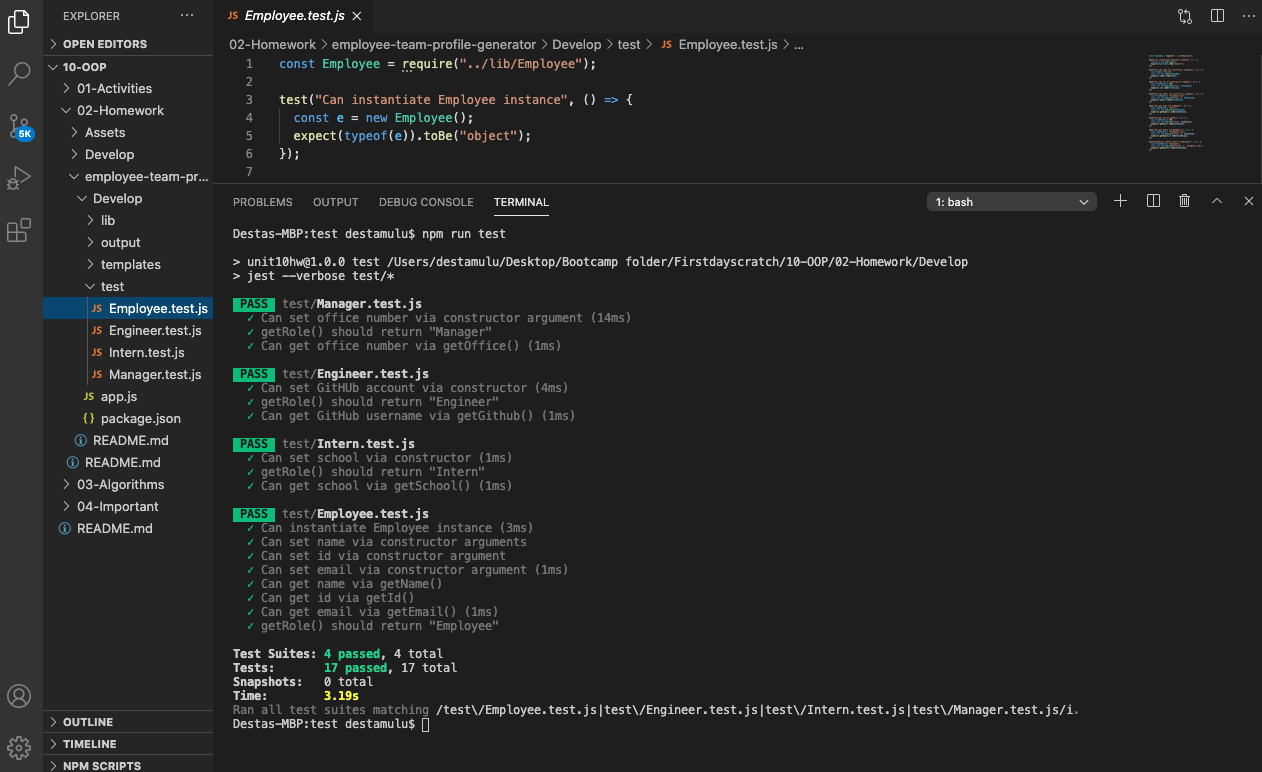 EXPLORER
OPEN EDITORS
10-OOP
01-Activities
02-Homework
Assets
Develop
employee-team-pr...
Develop
lib
output
templates
test
JS Employee.test.js
JS Engineer.test.js
JS Intern.test.js
JS Manager.test.js
JS app.js
{} package.json
README.md
README.md
03-Algorithms
04-Important
README.md
OUTLINE
TIMELINE
NPM SCRIPTS
5K
JS Employee.test.js
02-Homework > employee-team-profile-generator > Develop > test > JS Employee.test.js > ...
1 const Employee = require("../lib/Employee");
2
3 test("Can instantiate Employee instance", () => {
4 const e = new Employee();
5 expect(typeof(e)).toBe("object");
6 });
7
PROBLEMS OUTPUT DEBUG CONSOLE TERMINAL 1: bash
Destas-MBP:test destamulu$ npm run test
> unit10hw@1.0.0 test /Users/destamulu/Desktop/Bootcamp folder/Firstdayscratch/10-OOP/02-Homework/Develop
> jest --verbose test/*
PASS test/Manager.test.js
✓ Can set office number via constructor argument (14ms)
✓ getRole() should return "Manager"
✓ Can get office number via getOffice() (1ms)
PASS test/Engineer.test.js
✓ Can set GitHUb account via constructor (4ms)
✓ getRole() should return "Engineer"
✓ Can get GitHub username via getGithub() (1ms)
PASS test/Intern.test.js
✓ Can set school via constructor (1ms)
✓ getRole() should return "Intern"
✓ Can get school via getSchool() (1ms)
PASS test/Employee.test.js
✓ Can instantiate Employee instance (3ms)
✓ Can set name via constructor arguments
✓ Can set id via constructor argument
✓ Can set email via constructor argument (1ms)
✓ Can get name via getName()
✓ Can get id via getId()
✓ Can get email via getEmail() (1ms)
✓ getRole() should return "Employee"
Test Suites: 4 passed, 4 total
Tests: 17 passed, 17 total
Snapshots: 0 total
Time: 3.19s
Ran all test suites matching /test\/Employee.test.js|test\/Engineer.test.js|test\/Intern.test.js|test\/Manager.test.js/i.
Destas-MBP:test destamulu$